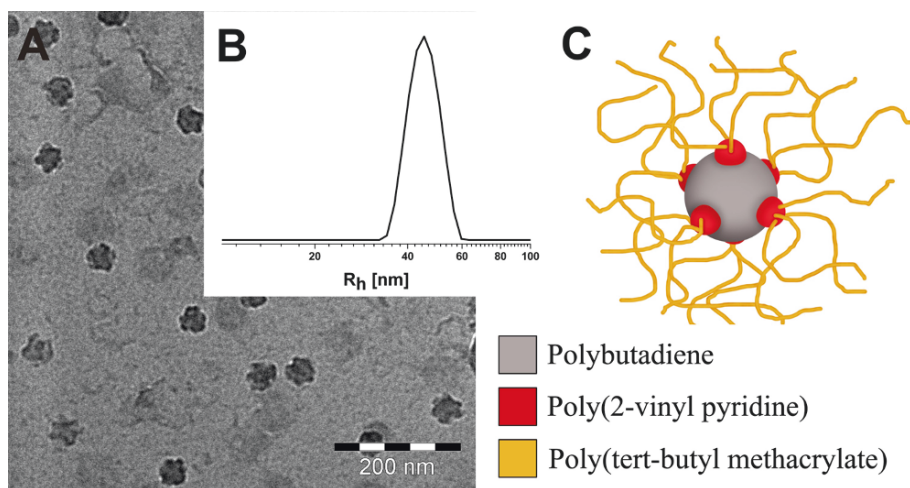 A
B
C
20
40
60
80
100
Rh [nm]
200 nm
Polybutadiene
Poly(2-vinyl pyridine)
Poly(tert-butyl methacrylate)